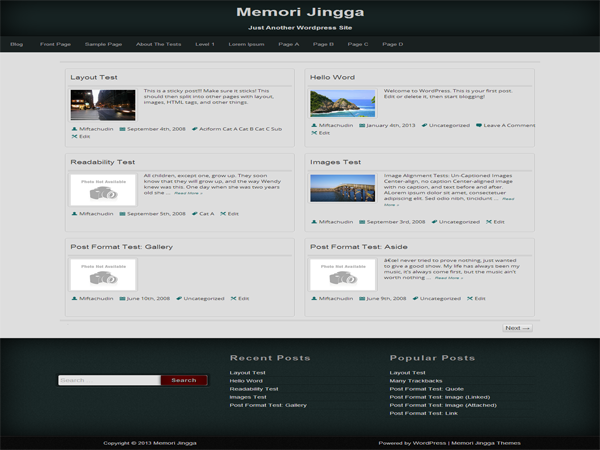 Memori Jingga
Just Another Wordpress Site
Blog Front Page Sample Page About The Tests Level 1 Lorem Ipsum Page A Page B Page C Page D
Layout Test
This is a sticky post!!! Make sure it sticks! This
should then split into other pages with layout,
images, HTML tags, and other things.
Miftachudin September 4th, 2008 Aciform Cat A Cat B Cat C Sub
Edit
Hello Word
Welcome to WordPress. This is your first post.
Edit or delete it, then start blogging!
Miftachudin January 4th, 2013 Uncategorized Leave A Comment
Edit
Readability Test
Photo Not Available
All children, except one, grow up. They soon
know that they will grow up, and the way Wendy
knew was this. One day when she was two years
old she ... Read More »
Miftachudin September 5th, 2008 Cat A Edit
Images Test
Image Alignment Tests: Un-Captioned Images
Center-align, no caption Center-aligned image
with no caption, and text before and after.
ALorem ipsum dolor sit amet, consectetuer
adipiscing elit. Sed odio nibh, tincidunt ... Read
More »
Miftachudin September 3rd, 2008 Uncategorized Edit
Post Format Test: Gallery
Photo Not Available
Miftachudin June 10th, 2008 Uncategorized Edit
Post Format Test: Aside
Photo Not Available
“I never tried to prove nothing, just wanted
to give a good show. My life has always been my
music, it's always come first, but the music ain't
worth nothing ... Read More »
Miftachudin June 9th, 2008 Uncategorized Edit
Next →
Search...
Search
Recent Posts
Layout Test
Hello Word
Readability Test
Images Test
Post Format Test: Gallery
Popular Posts
Layout Test
Many Trackbacks
Post Format Test: Quote
Post Format Test: Image (Linked)
Post Format Test: Image (Attached)
Post Format Test: Link
Copyright © 2013 Memori Jingga
Powered by WordPress | Memori Jingga Themes